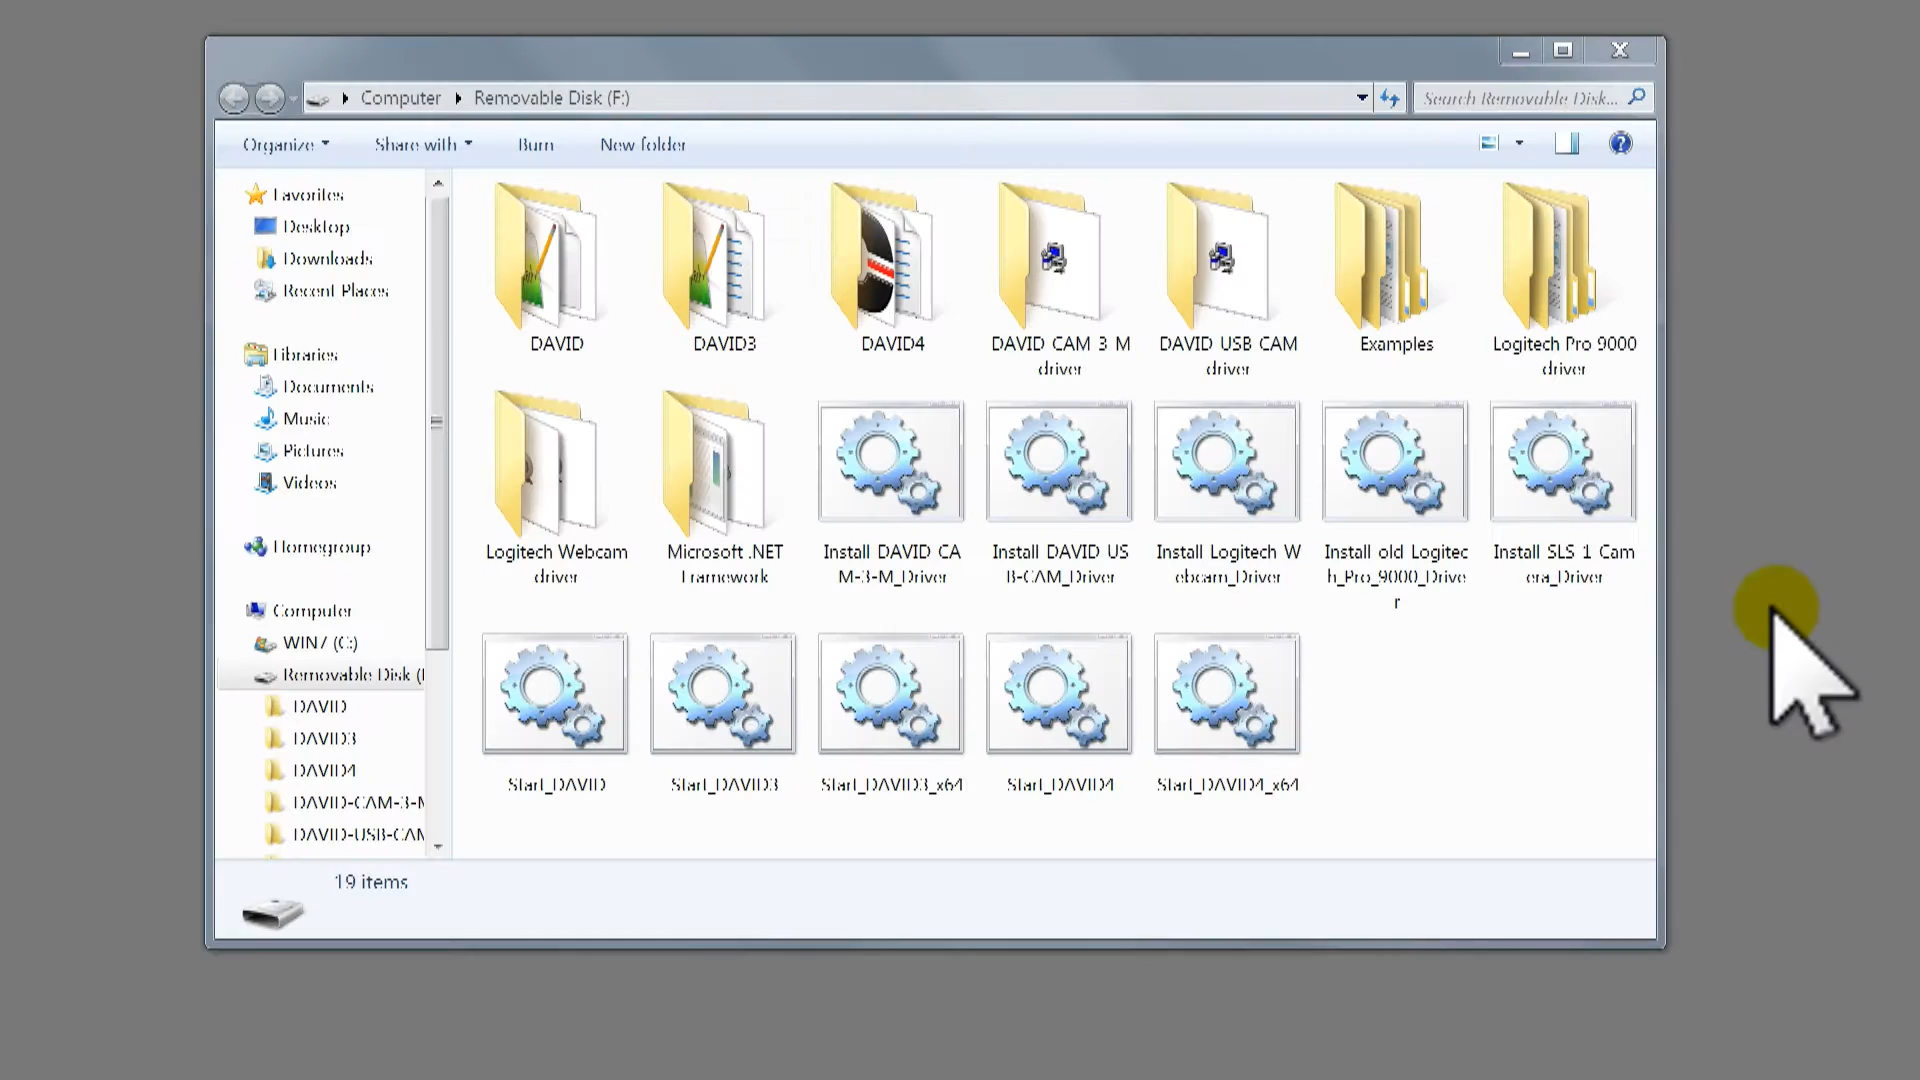 Computer ▸ Removable Disk (F:)
Search Removable Disk...
Organize Share with Burn New folder
Favorites
Desktop
Downloads
Recent Places
Libraries
Documents
Music
Pictures
Videos
Homegroup
Computer
WIN7 (C:)
Removable Disk (
DAVID
DAVID3
DAVID4
DAVID-CAM-3-M
DAVID-USB-CAM
DAVID
DAVID3
DAVID4
DAVID CAM 3 M
driver
DAVID USB CAM
driver
Examples
Logitech Pro 9000
driver
Logitech Webcam
driver
Microsoft .NET
Framework
Install DAVID CA
M-3-M_Driver
Install DAVID US
B-CAM_Driver
Install Logitech W
ebcam_Driver
Install old Logitec
h_Pro_9000_Drive
r
Install SLS 1 Cam
era_Driver
Start_DAVID
Start_DAVID3
Start_DAVID3_x64
Start_DAVID4
Start_DAVID4_x64
19 items